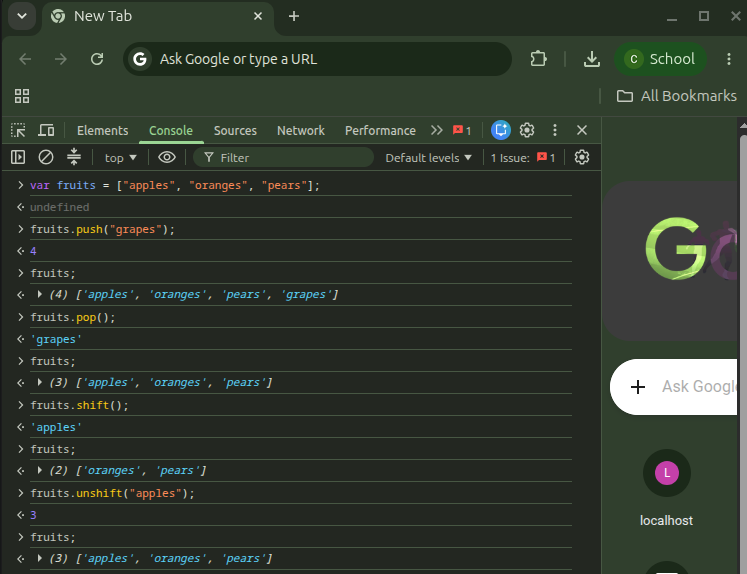 New Tab
G Ask Google or type a URL
C School
All Bookmarks
Elements Console Sources Network Performance 1
top Filter Default levels 1 Issue: 1
var fruits = ["apples", "oranges", "pears"];
undefined
fruits.push("grapes");
4
fruits;
(4) ['apples', 'oranges', 'pears', 'grapes']
fruits.pop();
'grapes'
fruits;
(3) ['apples', 'oranges', 'pears']
fruits.shift();
'apples'
fruits;
(2) ['oranges', 'pears']
fruits.unshift("apples");
3
fruits;
(3) ['apples', 'oranges', 'pears']
G
Ask Google
L
localhost